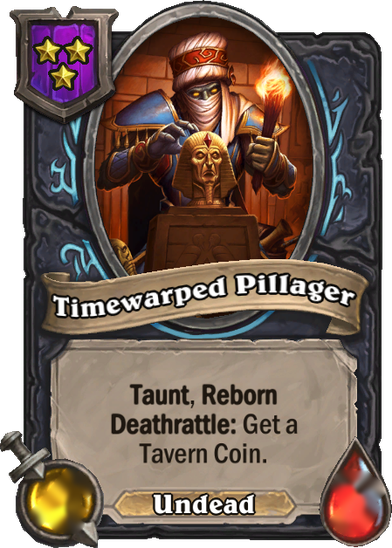 Timewarped Pillager
Taunt, Reborn
Deathrattle: Get a
Tavern Coin.
Undead